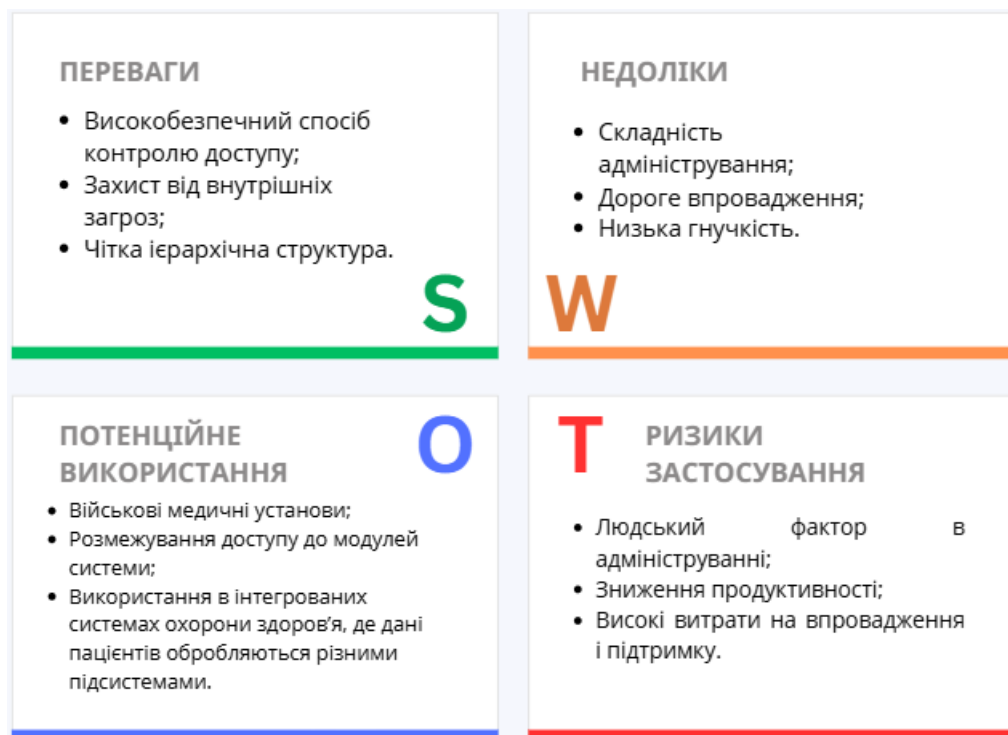 ПЕРЕВАГИ
• Високобезпечний спосіб
контролю доступу;
• Захист від внутрішніх
загроз;
• Чітка ієрархічна структура.
S
НЕДОЛІКИ
• Складність
адміністрування;
• Дороге впровадження;
• Низька гнучкість.
W
ПОТЕНЦІЙНЕ
ВИКОРИСТАННЯ
O
• Військові медичні установи;
• Розмежування доступу до модулей
системи;
• Використання в інтегрованих
системах охорони здоров’я, де дані
пацієнтів обробляються різними
підсистемами.
T
РИЗИКИ
ЗАСТОСУВАННЯ
• Людський фактор в
адмініструванні;
• Зниження продуктивності;
• Високі витрати на впровадження
і підтримку.